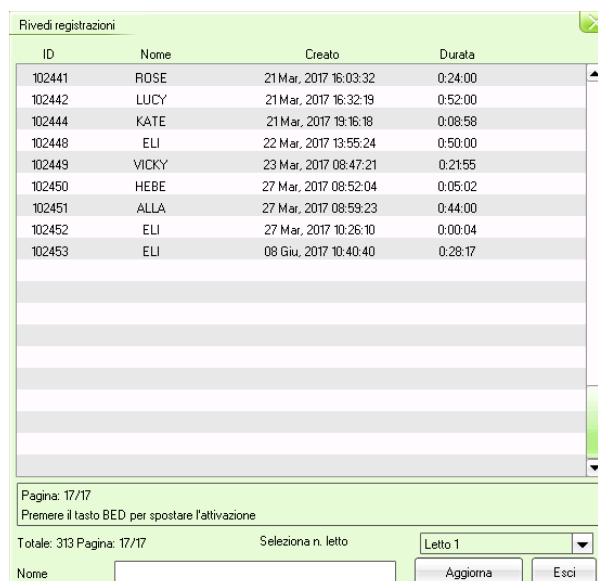 Rivedi registrazioni
ID Nome Creato Durata
102441 ROSE 21 Mar, 2017 16:03:32 0:24:00
102442 LUCY 21 Mar, 2017 16:32:19 0:52:00
102444 KATE 21 Mar, 2017 19:16:18 0:08:58
102448 ELI 22 Mar, 2017 13:55:24 0:50:00
102449 VICKY 23 Mar, 2017 08:47:21 0:21:55
102450 HEBE 27 Mar, 2017 08:52:04 0:05:02
102451 ALLA 27 Mar, 2017 08:59:23 0:44:00
102452 ELI 27 Mar, 2017 10:26:10 0:00:04
102453 ELI 08 Giu, 2017 10:40:40 0:28:17
Pagina: 17/17
Premere il tasto BED per spostare l'attivazione
Totale: 313 Pagina: 17/17 Seleziona n. letto Letto 1
Nome Aggiorna Esci